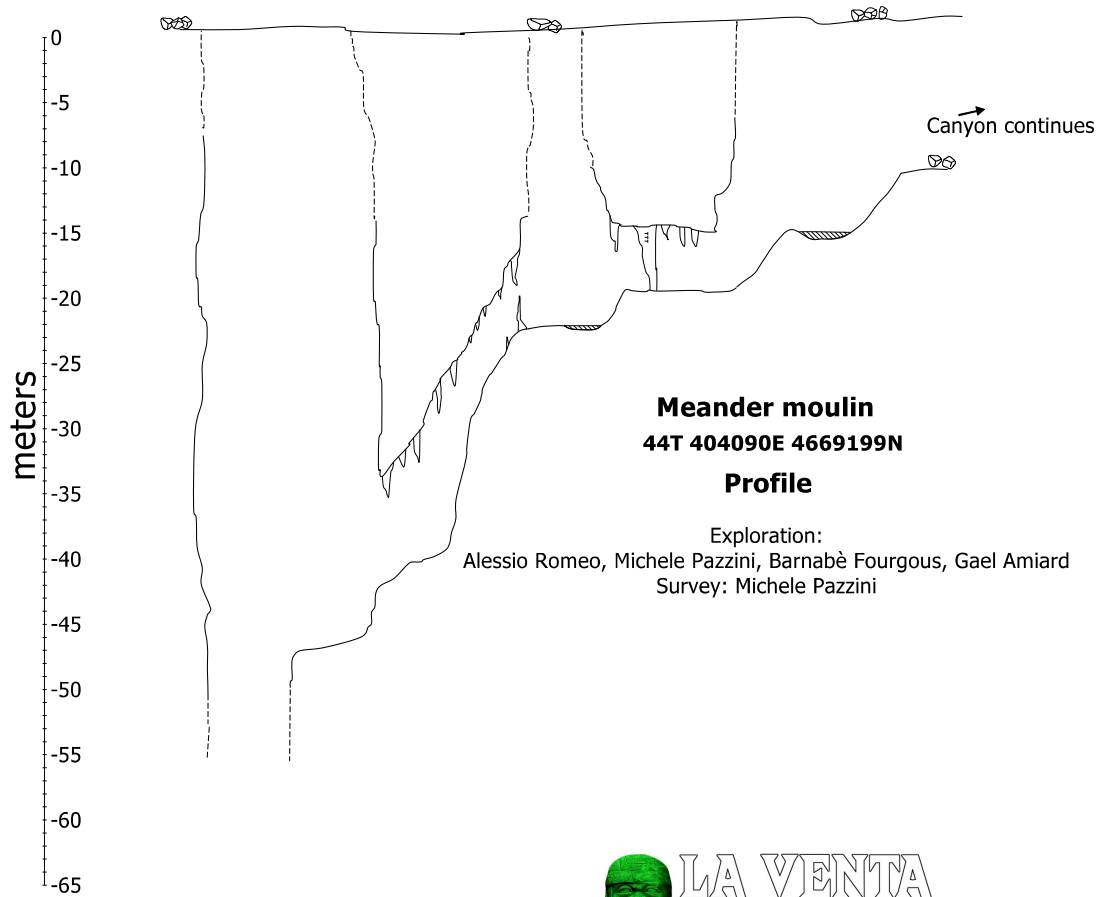 0
-5
Canyon continues
-10
-15
-20
-25
meters
Meander moulin
-30
44T 404090E 4669199N
Profile
-35
Exploration:
-40
Alessio Romeo, Michele Pazzini, Barnabè Fourgous, Gael Amiard
Survey: Michele Pazzini
-45
-50
-55
-60
LA VENTA
-65